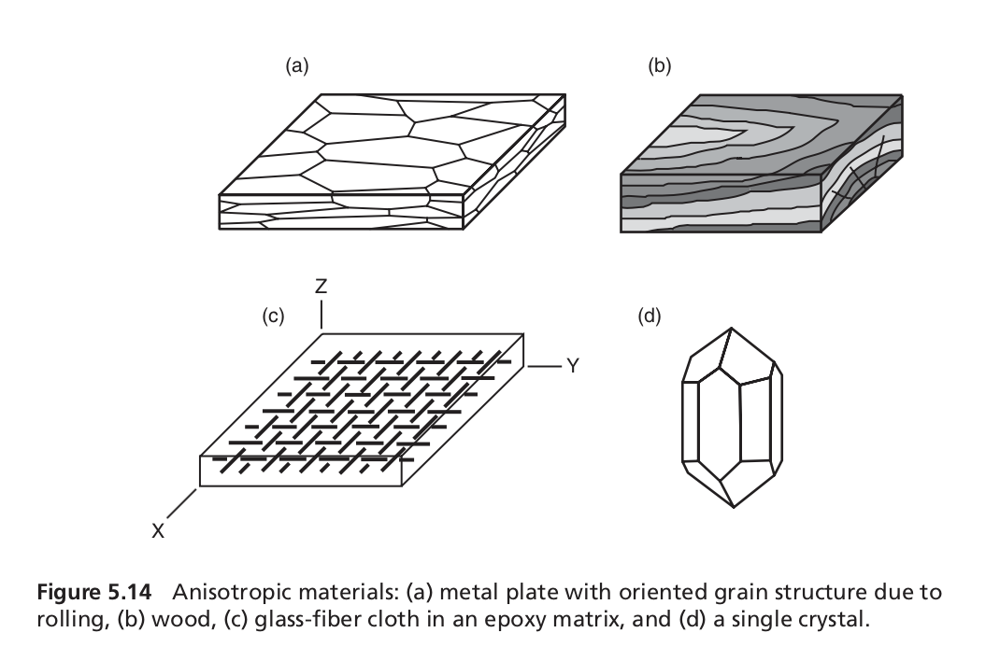 (a)
(b)
Z
(c)
(d)
Y
X
Figure 5.14 Anisotropic materials: (a) metal plate with oriented grain structure due to
rolling, (b) wood, (c) glass-fiber cloth in an epoxy matrix, and (d) a single crystal.